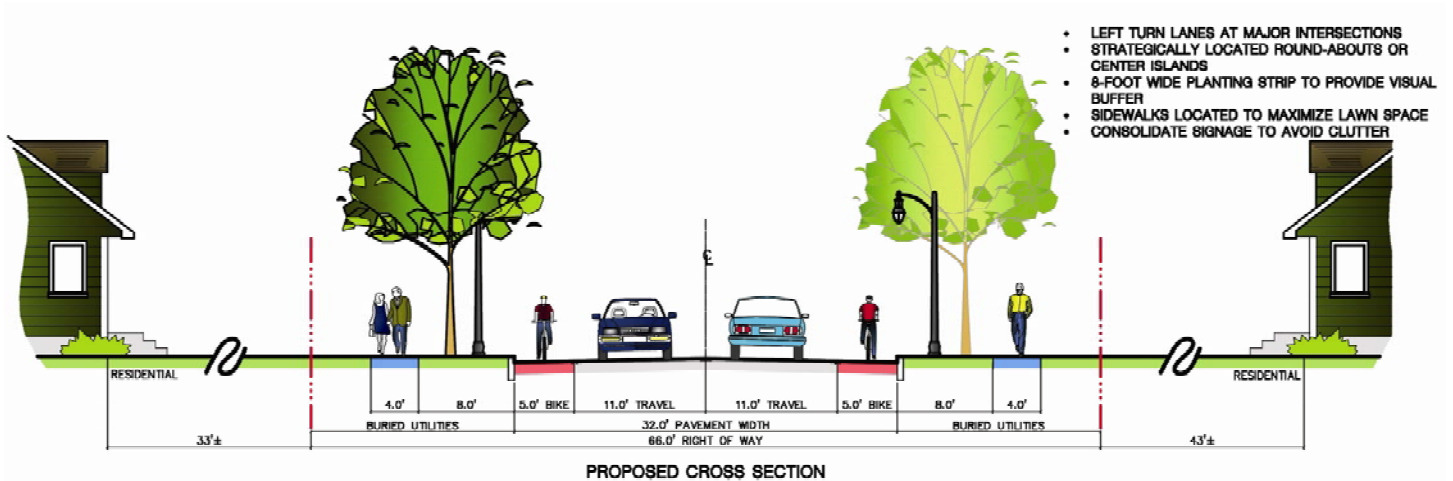 • LEFT TURN LANES AT MAJOR INTERSECTIONS
• STRATEGICALLY LOCATED ROUND-ABOUTS OR
CENTER ISLANDS
• 8-FOOT WIDE PLANTING STRIP TO PROVIDE VISUAL
BUFFER
• SIDEWALKS LOCATED TO MAXIMIZE LAWN SPACE
• CONSOLIDATE SIGNAGE TO AVOID CLUTTER
℄
RESIDENTIAL
RESIDENTIAL
4.0' 8.0' 5.0' BIKE 11.0' TRAVEL 11.0' TRAVEL 5.0' BIKE 8.0' 4.0'
BURIED UTILITIES 32.0' PAVEMENT WIDTH BURIED UTILITIES
33'± 66.0' RIGHT OF WAY 43'±
PROPOSED CROSS SECTION